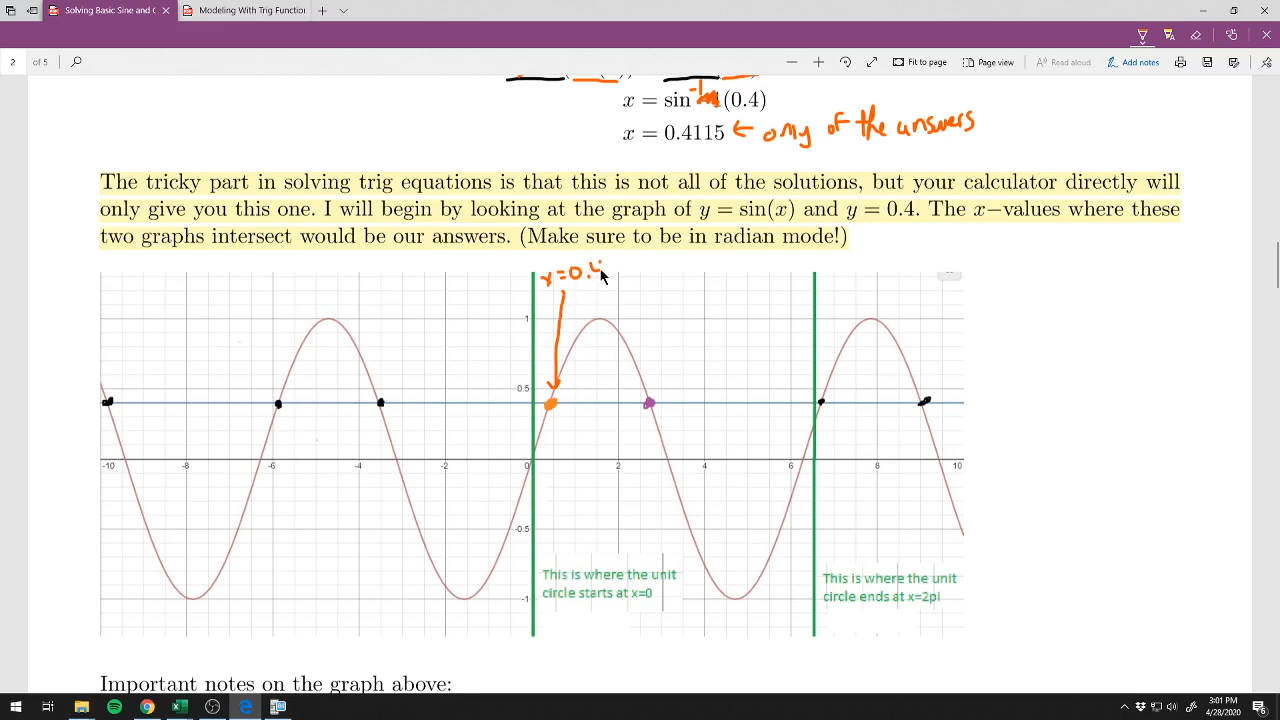 Solving Basic Sine and C
Modeling With Trig Function
2 of 5
Fit to page
Page view
Read aloud
Add notes
x = sin -1 (0.4)
x = 0.4115 ← only of the answers
The tricky part in solving trig equations is that this is not all of the solutions, but your calculator directly will
only give you this one. I will begin by looking at the graph of y = sin(x) and y = 0.4. The x−values where these
two graphs intersect would be our answers. (Make sure to be in radian mode!)
x=0.4
1
0.5
-10 -8 -6 -4 -2 0 2 4 6 8 10
-0.5
This is where the unit
circle starts at x=0
This is where the unit
circle ends at x=2pi
-1
Important notes on the graph above:
3:01 PM
4/28/2020